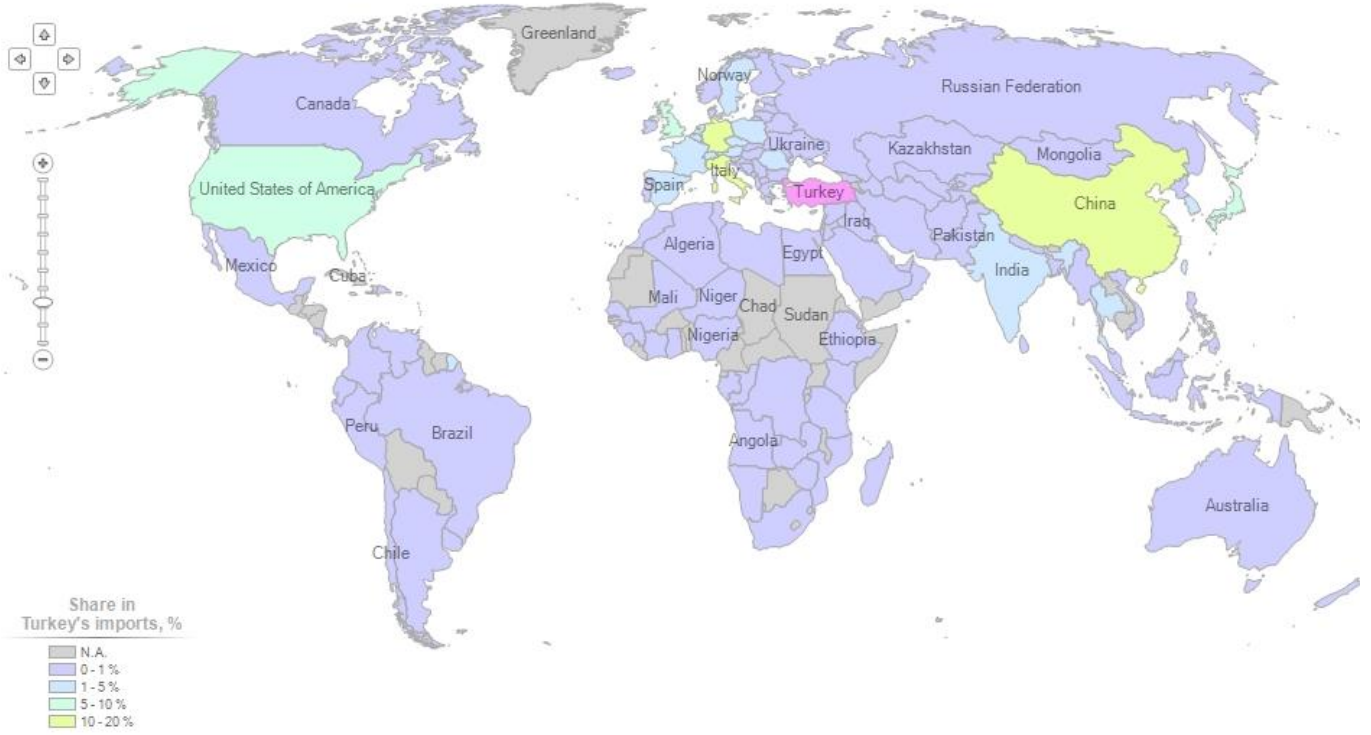 Greenland
Norway
Russian Federation
Canada
Ukraine
Kazakhstan
Mongolia
Italy
United States of America
Spain
Turkey
China
Iraq
Pakistan
Algeria
Egypt
Mexico
Cuba
India
Mali
Niger
Chad
Sudan
Nigeria
Ethiopia
Peru
Brazil
Angola
Australia
Chile
Share in
Turkey's imports, %
N.A.
0 - 1 %
1 - 5 %
5 - 10 %
10 - 20 %